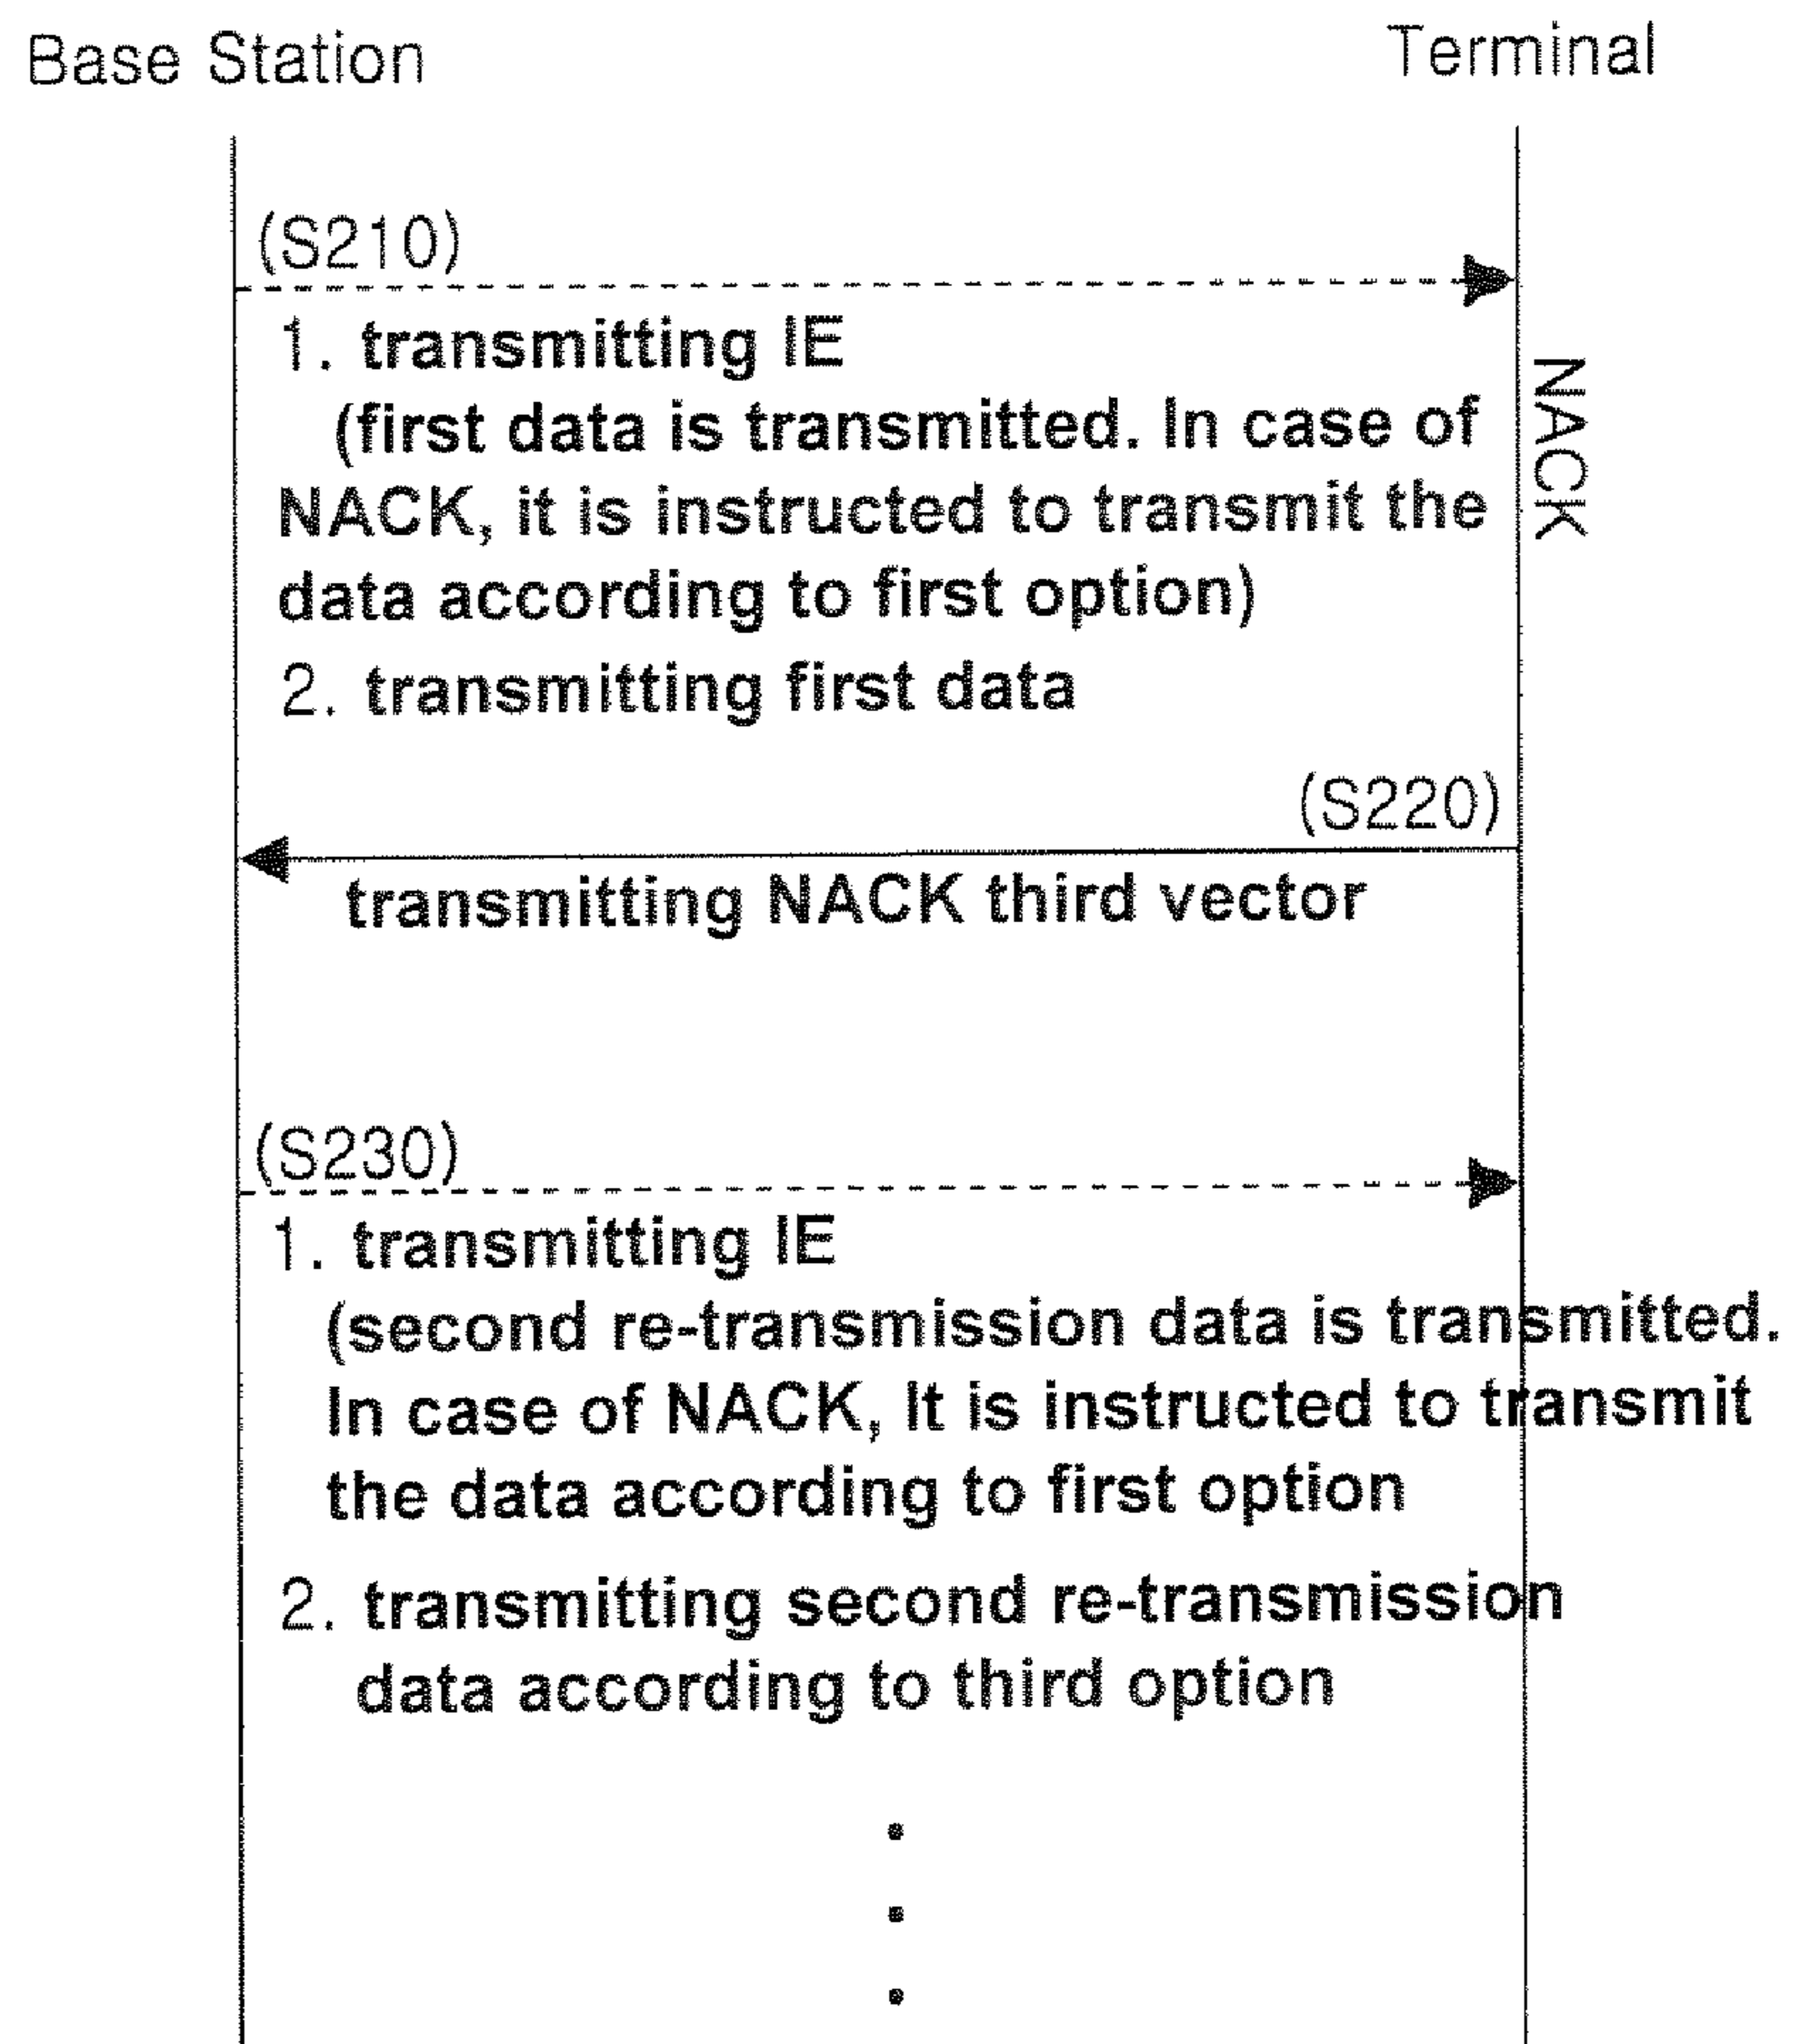 Base Station
Terminal
(S210)
1. transmitting IE
(first data is transmitted. In case of
NACK, it is instructed to transmit the
data according to first option)
2. transmitting first data
NACK
(S220)
transmitting NACK third vector
(S230)
1. transmitting IE
(second re-transmission data is transmitted.
In case of NACK, It is instructed to transmit
the data according to first option
2. transmitting second re-transmission
data according to third option